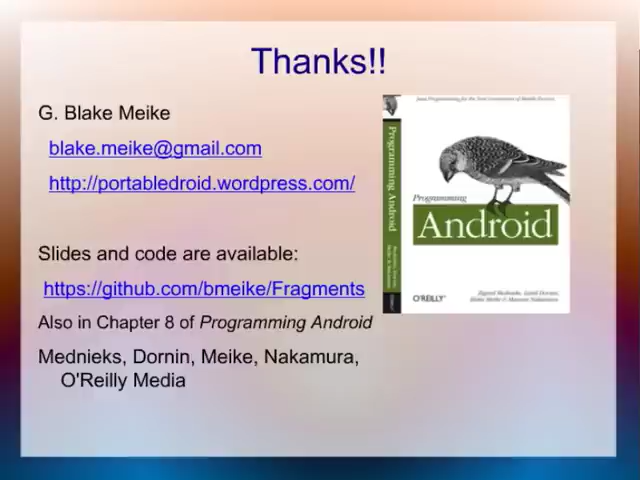 Thanks!!
G. Blake Meike
blake.meike@gmail.com
http://portabledroid.wordpress.com/
Slides and code are available:
https://github.com/bmeike/Fragments
Also in Chapter 8 of Programming Android
Mednieks, Dornin, Meike, Nakamura,
O'Reilly Media
Programming Android
Programming
Android
O'REILLY